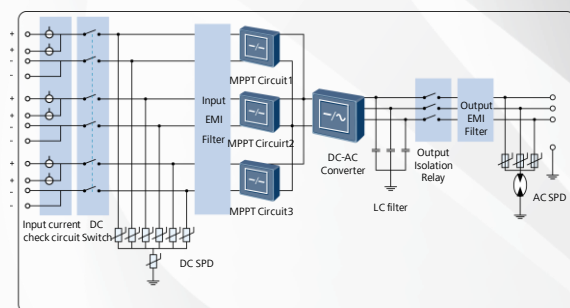 +
+
-
-
+
+
-
-
+
+
-
-
Input current
check circuit
DC
Switch
Input
EMI
Filter
MPPT Circuit1
MPPT Circuirt2
MPPT Circuit3
DC SPD
DC-AC
Converter
LC filter
Output
Isolation
Relay
Output
EMI
Filter
AC SPD